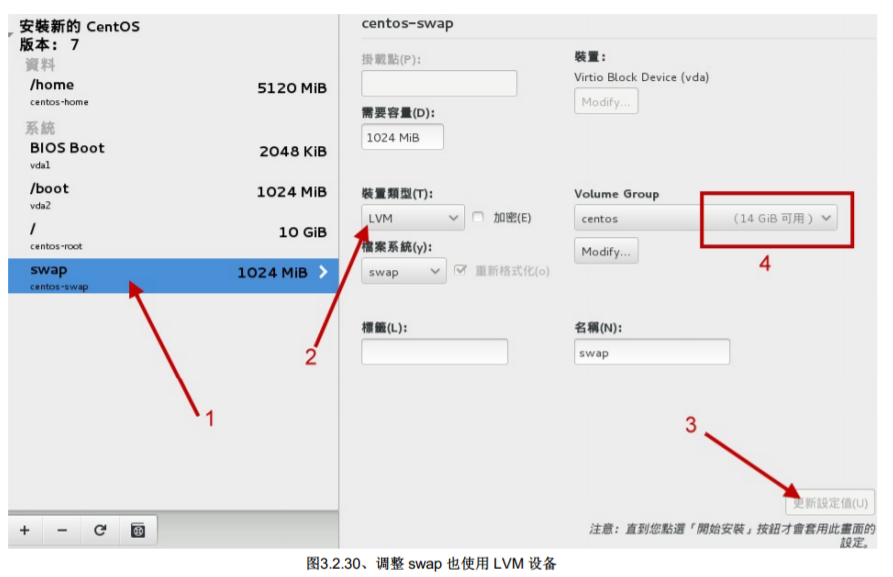 安裝新的 CentOS
版本： 7
資料
/home
5120 MiB
centos-home
系統
BIOS Boot
2048 KiB
vda1
/boot
1024 MiB
vda2
/
10 GiB
centos-root
swap
1024 MiB
centos-swap
1
centos-swap
掛載點(P):
裝置：
Virtio Block Device (vda)
Modify...
需要容量(D):
1024 MiB
裝置類型(T):
Volume Group
LVM
加密(E)
centos
（14 GiB 可用）
檔案系統(y):
Modify...
4
swap
重新格式化(o)
2
標籤(L):
名稱(N):
swap
3
更新設定值(U)
注意：直到您點選「開始安裝」按鈕才會套用此畫面的
設定。
图3.2.30、调整 swap 也使用 LVM 设备